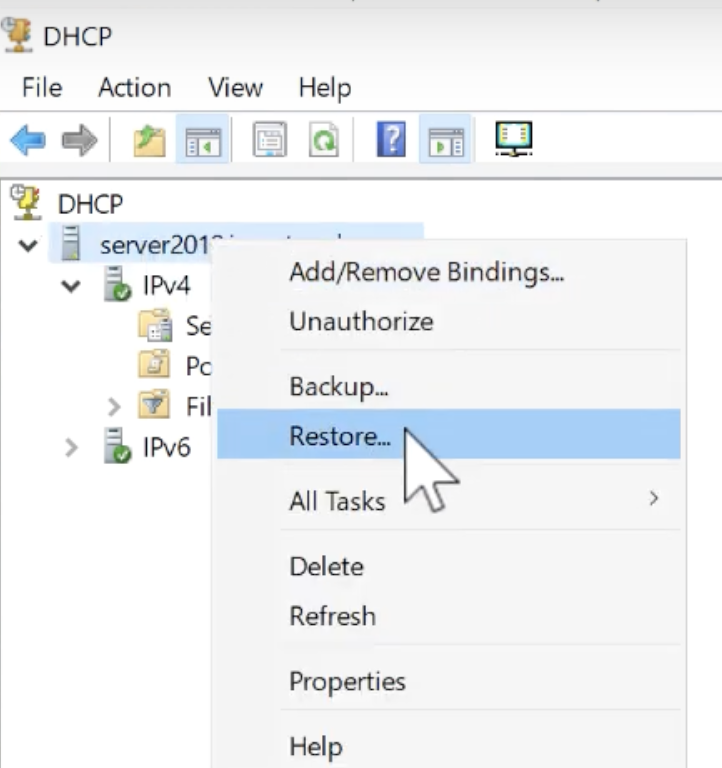 DHCP
File Action View Help
DHCP
IPv4
IPv6
Add/Remove Bindings...
Unauthorize
Backup...
Restore...
All Tasks
Delete
Refresh
Properties
Help